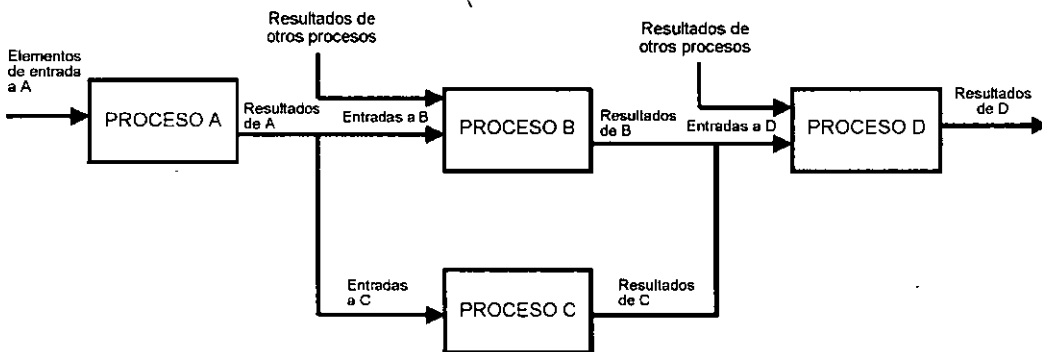 Elementos
de entrada
a A
PROCESO A
Resultados
de A
Resultados de
otros procesos
Entradas a B
PROCESO B
Resultados
de B
Entradas a D
Resultados de
otros procesos
PROCESO D
Resultados
de D
Entradas
a C
PROCESO C
Resultados
de C